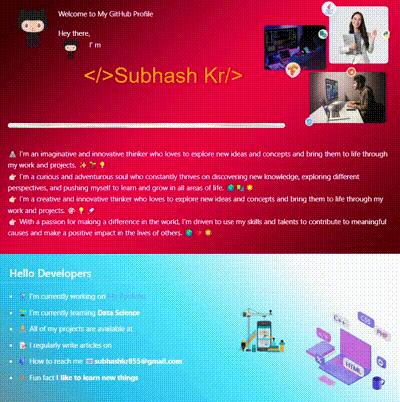 Welcome to My GitHub Profile
Hey there,
I' m
</>Subhash Kr/>
I'm an imaginative and innovative thinker who loves to explore new ideas and concepts and bring them to life through
my work and projects.
I'm a curious and adventurous soul who constantly thrives on discovering new knowledge, exploring different
perspectives, and pushing myself to learn and grow in all areas of life.
I'm a creative and innovative thinker who loves to explore new ideas and concepts and bring them to life through my
work and projects.
With a passion for making a difference in the world, I'm driven to use my skills and talents to contribute to meaningful
causes and make a positive impact in the lives of others.
Hello Developers
I'm currently working on
I'm currently learning Data Science
All of my projects are available at
I regularly write articles on
How to reach me subhashkr855@gmail.com
Fun fact I like to learn new things
C++
CSS
PHP
HTML